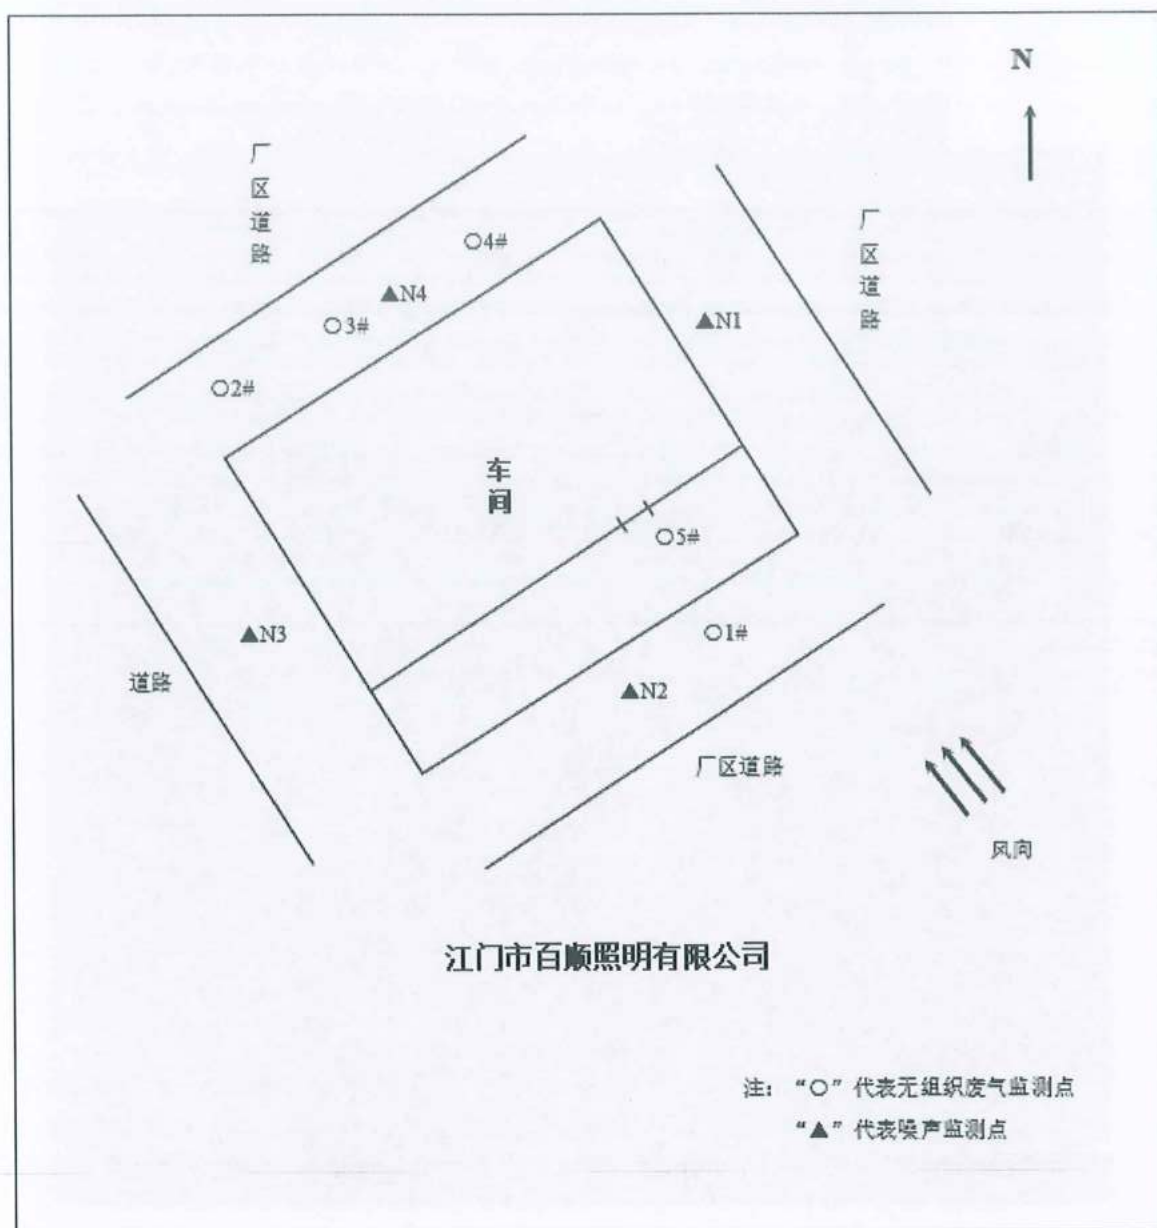 N
厂区道路
厂区道路
○4#
▲N4
▲N1
○3#
○2#
车间
○5#
○1#
▲N3
道路
▲N2
厂区道路
风向
江门市百顺照明有限公司
注：“○”代表无组织废气监测点
“▲”代表噪声监测点